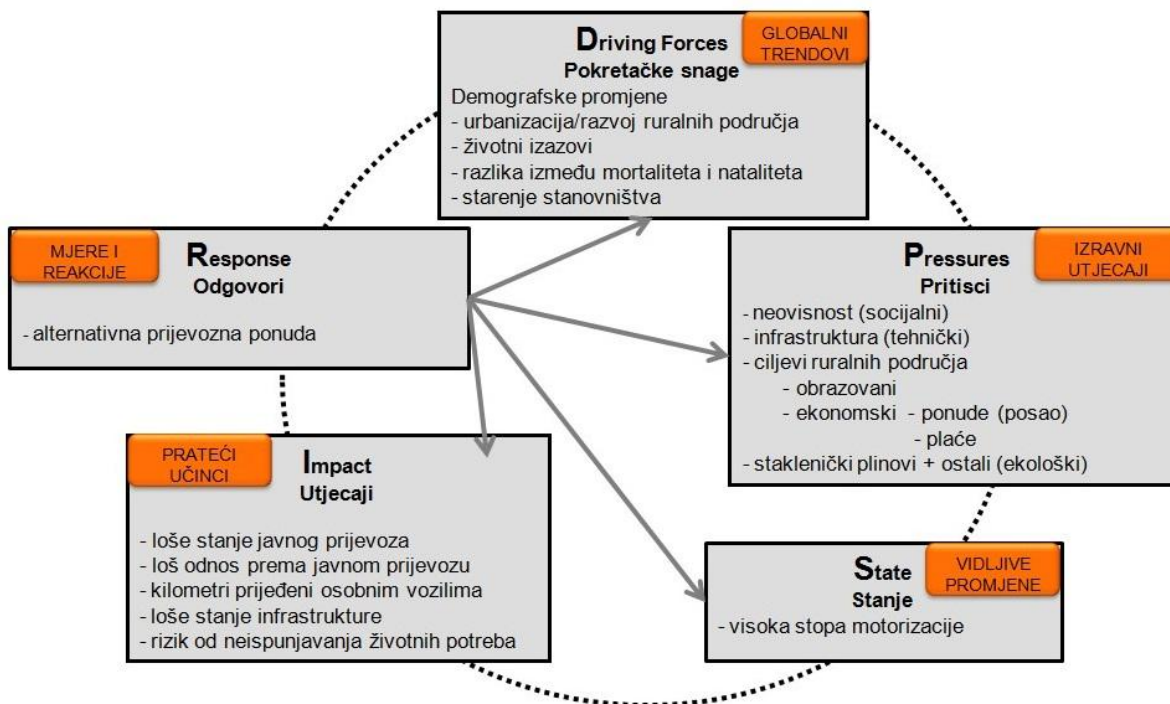 Driving Forces
Pokretačke snage
GLOBALNI
TRENDOVI
Demografske promjene
- urbanizacija/razvoj ruralnih područja
- životni izazovi
- razlika između mortaliteta i nataliteta
- starenje stanovništva
MJERE I
REAKCIJE
Response
Odgovori
- alternativna prijevozna ponuda
Pressures
Pritisci
IZRAVNI
UTJECAJI
- neovisnost (socijalni)
- infrastruktura (tehnički)
- ciljevi ruralnih područja
- obrazovani
- ekonomski - ponude (posao)
- plaće
- staklenički plinovi + ostali (ekološki)
PRATEĆI
UČINCI
Impact
Utjecaji
- loše stanje javnog prijevoza
- loš odnos prema javnom prijevozu
- kilometri prijeđeni osobnim vozilima
- loše stanje infrastrukture
- rizik od neispunjavanja životnih potreba
State
Stanje
VIDLJIVE
PROMJENE
- visoka stopa motorizacije